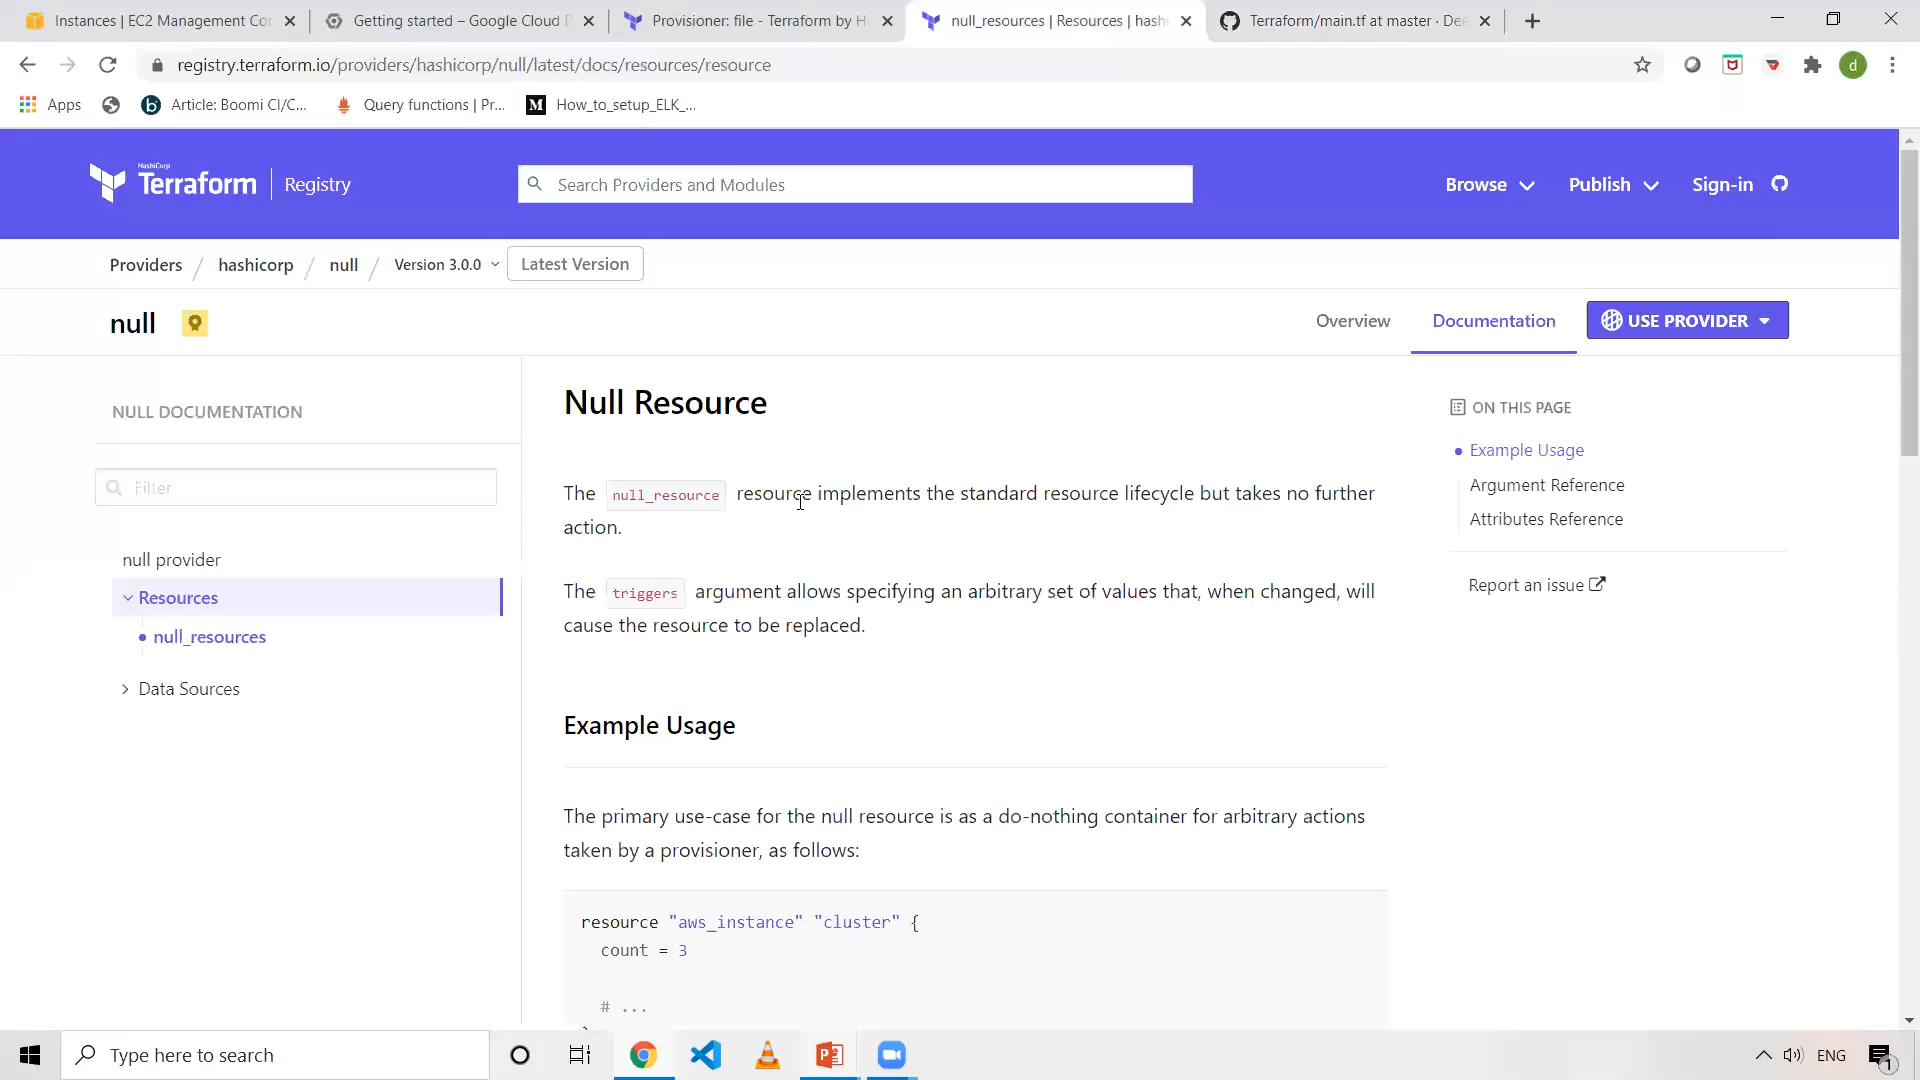 Instances | EC2 Management Co
Getting started – Google Cloud
Provisioner: file - Terraform by H
null_resources | Resources | hash
Terraform/main.tf at master · Dee
registry.terraform.io/providers/hashicorp/null/latest/docs/resources/resource
d
Apps
Article: Boomi CI/C...
Query functions | Pr...
How_to_setup_ELK_...
HashiCorp
Terraform
Registry
Search Providers and Modules
Browse
Publish
Sign-in
Providers / hashicorp / null / Version 3.0.0
Latest Version
null
Overview
Documentation
USE PROVIDER
NULL DOCUMENTATION
Filter
null provider
Resources
null_resources
Data Sources
Null Resource
The null_resource resource implements the standard resource lifecycle but takes no further
action.
The triggers argument allows specifying an arbitrary set of values that, when changed, will
cause the resource to be replaced.
Example Usage
The primary use-case for the null resource is as a do-nothing container for arbitrary actions
taken by a provisioner, as follows:
resource "aws_instance" "cluster" {
count = 3
# ...
ON THIS PAGE
Example Usage
Argument Reference
Attributes Reference
Report an issue
Type here to search
ENG
1